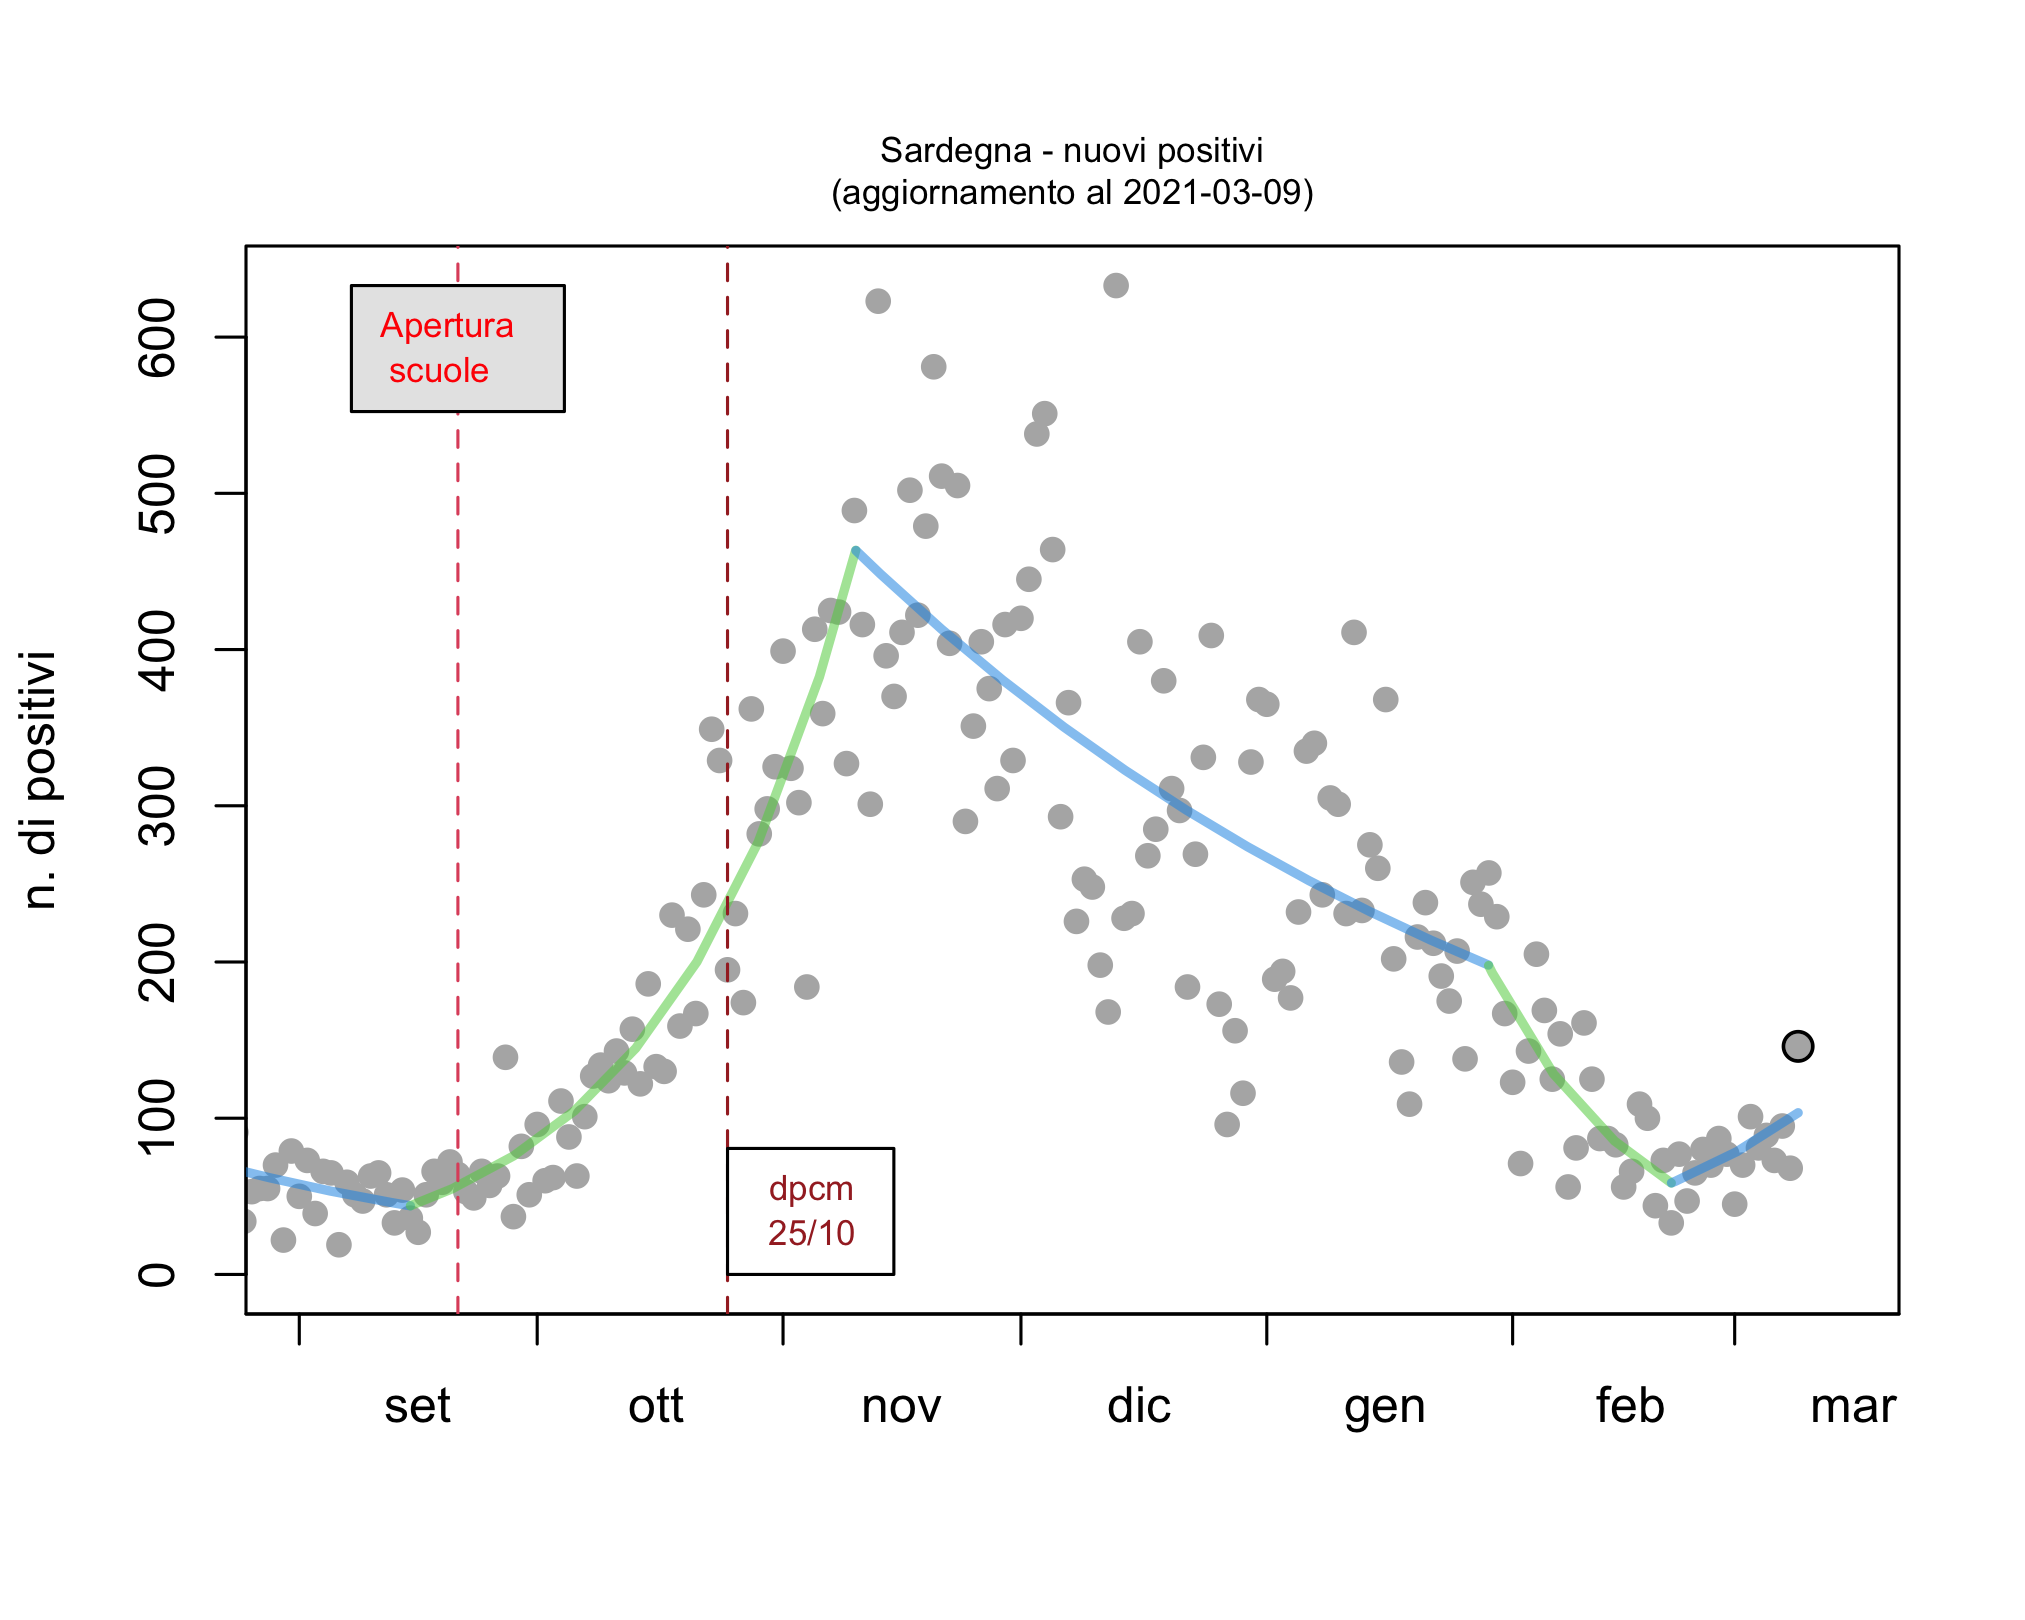 Sardegna - nuovi positivi
(aggiornamento al 2021-03-09)
n. di positivi
600
500
400
300
200
100
0
Apertura
scuole
dpcm
25/10
set
ott
nov
dic
gen
feb
mar